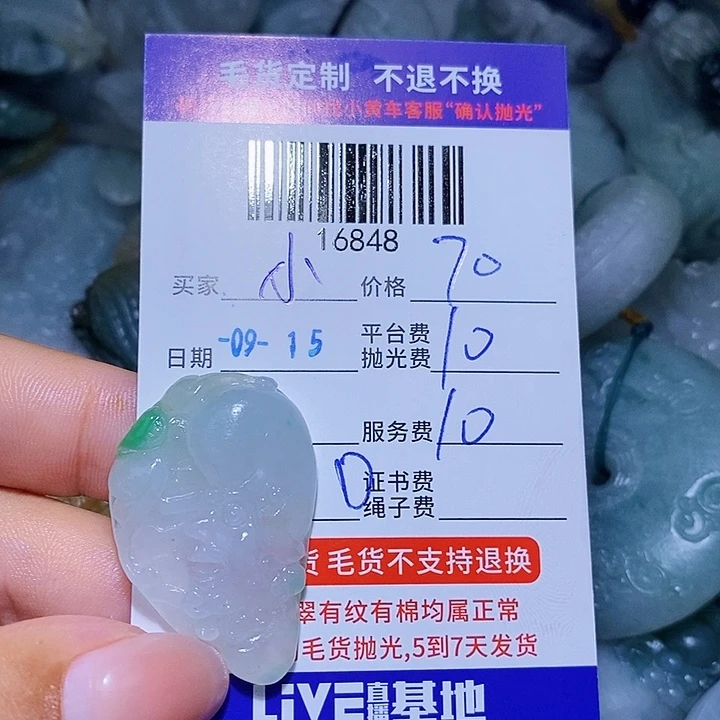 毛货定制 不退不换
小黄车客服“确认抛光”
16848
买家 小 价格 70
日期 -09- 15 平台费 抛光费 10
服务费 10
0 证书费 绳子费
货 毛货不支持退换
翠有纹有棉均属正常
毛货抛光,5到7天发货
LiVE直播基地